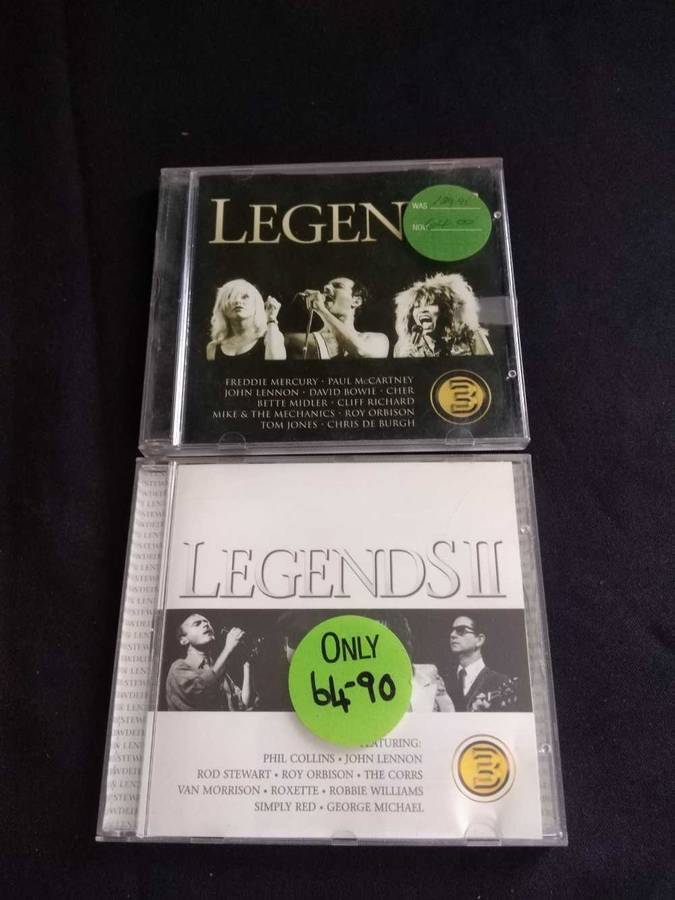 LEGEN
WAS
NOW
FREDDIE MERCURY · PAUL McCARTNEY
JOHN LENNON · DAVID BOWIE · CHER
BETTE MIDLER · CLIFF RICHARD
MIKE & THE MECHANICS · ROY ORBISON
TOM JONES · CHRIS DE BURGH
LEGENDS II
ONLY
64-90
FEATURING:
PHIL COLLINS • JOHN LENNON
ROD STEWART • ROY ORBISON • THE CORRS
VAN MORRISON • ROXETTE • ROBBIE WILLIAMS
SIMPLY RED • GEORGE MICHAEL